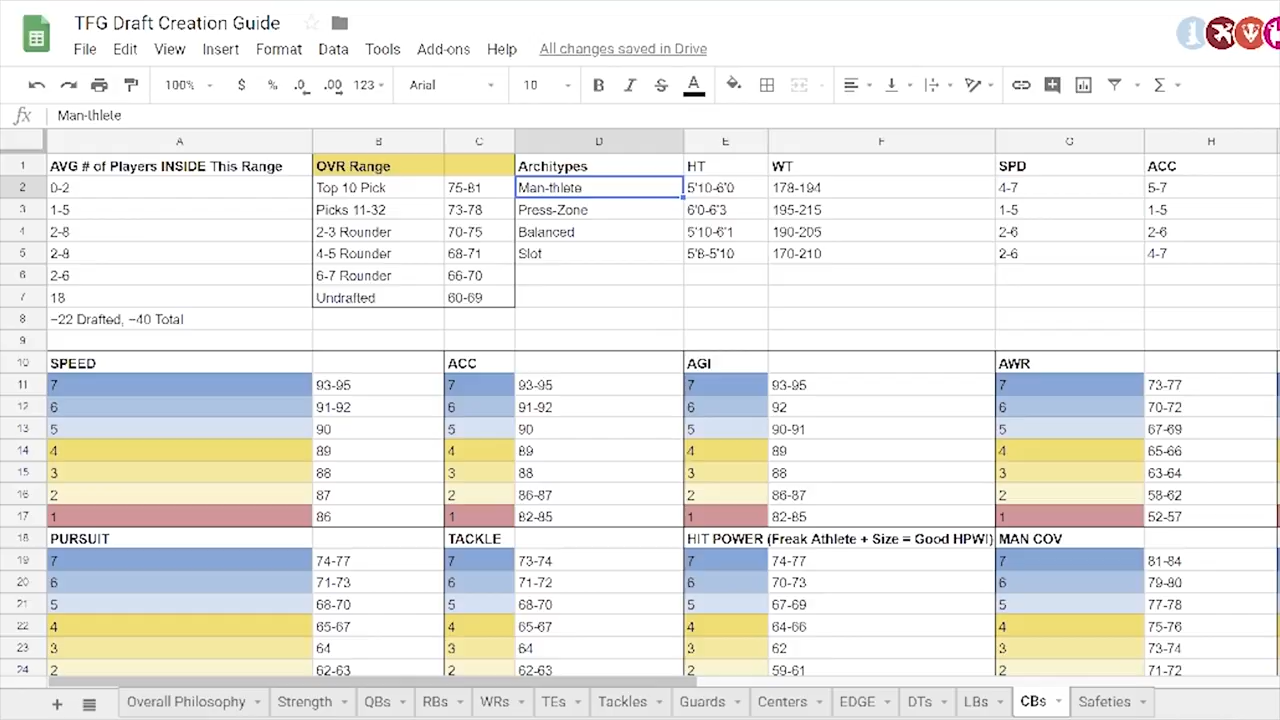 TFG Draft Creation Guide
File Edit View Insert Format Data Tools Add-ons Help All changes saved in Drive
100% $ % .0 .00 123 Arial 10 B I S A
fx Man-thlete
A B C D E F G H
1 AVG # of Players INSIDE This Range OVR Range Architypes HT WT SPD ACC
2 0-2 Top 10 Pick 75-81 Man-thlete 5'10-6'0 178-194 4-7 5-7
3 1-5 Picks 11-32 73-78 Press-Zone 6'0-6'3 195-215 1-5 1-5
4 2-8 2-3 Rounder 70-75 Balanced 5'10-6'1 190-205 2-6 2-6
5 2-8 4-5 Rounder 68-71 Slot 5'8-5'10 170-210 2-6 4-7
6 2-6 6-7 Rounder 66-70
7 18 Undrafted 60-69
8 ~22 Drafted, ~40 Total
9
10 SPEED ACC AGI AWR
11 7 93-95 7 93-95 7 93-95 7 73-77
12 6 91-92 6 91-92 6 92 6 70-72
13 5 90 5 90 5 90-91 5 67-69
14 4 89 4 89 4 89 4 65-66
15 3 88 3 88 3 88 3 63-64
16 2 87 2 86-87 2 86-87 2 58-62
17 1 86 1 82-85 1 82-85 1 52-57
18 PURSUIT TACKLE HIT POWER (Freak Athlete + Size = Good HPWI) MAN COV
19 7 74-77 7 73-74 7 74-77 7 81-84
20 6 71-73 6 71-72 6 70-73 6 79-80
21 5 68-70 5 68-70 5 67-69 5 77-78
22 4 65-67 4 65-67 4 64-66 4 75-76
23 3 64 3 64 3 62 3 73-74
24 2 62-63 2 62-63 2 59-61 2 71-72
Overall Philosophy Strength QBs RBs WRs TEs Tackles Guards Centers EDGE DTs LBs CBs Safeties